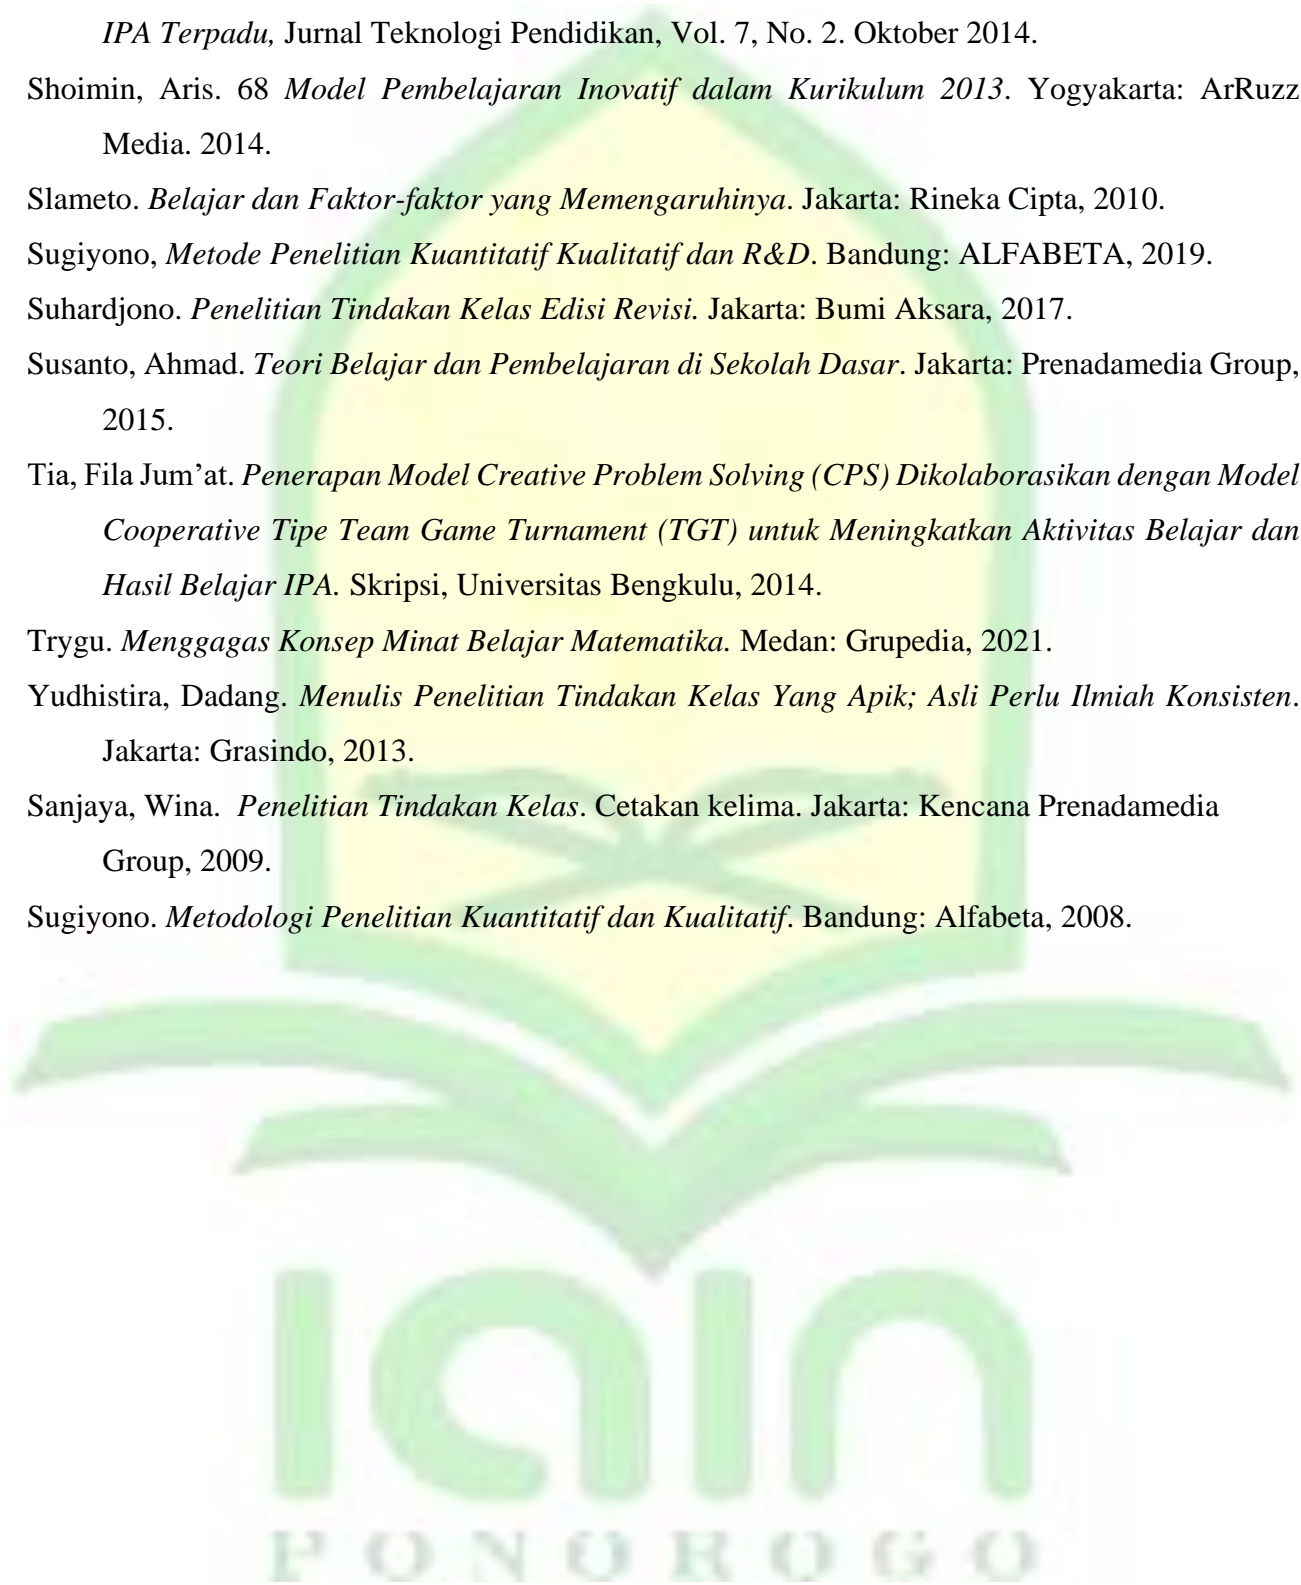 IPA Terpadu, Jurnal Teknologi Pendidikan, Vol. 7, No. 2. Oktober 2014.
Shoimin, Aris. 68 Model Pembelajaran Inovatif dalam Kurikulum 2013. Yogyakarta: ArRuzz
Media. 2014.
Slameto. Belajar dan Faktor-faktor yang Memengaruhinya. Jakarta: Rineka Cipta, 2010.
Sugiyono, Metode Penelitian Kuantitatif Kualitatif dan R&D. Bandung: ALFABETA, 2019.
Suhardjono. Penelitian Tindakan Kelas Edisi Revisi. Jakarta: Bumi Aksara, 2017.
Susanto, Ahmad. Teori Belajar dan Pembelajaran di Sekolah Dasar. Jakarta: Prenadamedia Group,
2015.
Tia, Fila Jum’at. Penerapan Model Creative Problem Solving (CPS) Dikolaborasikan dengan Model
Cooperative Tipe Team Game Turnament (TGT) untuk Meningkatkan Aktivitas Belajar dan
Hasil Belajar IPA. Skripsi, Universitas Bengkulu, 2014.
Trygu. Menggagas Konsep Minat Belajar Matematika. Medan: Grupedia, 2021.
Yudhistira, Dadang. Menulis Penelitian Tindakan Kelas Yang Apik; Asli Perlu Ilmiah Konsisten.
Jakarta: Grasindo, 2013.
Sanjaya, Wina. Penelitian Tindakan Kelas. Cetakan kelima. Jakarta: Kencana Prenadamedia
Group, 2009.
Sugiyono. Metodologi Penelitian Kuantitatif dan Kualitatif. Bandung: Alfabeta, 2008.
iain
PONOROGO